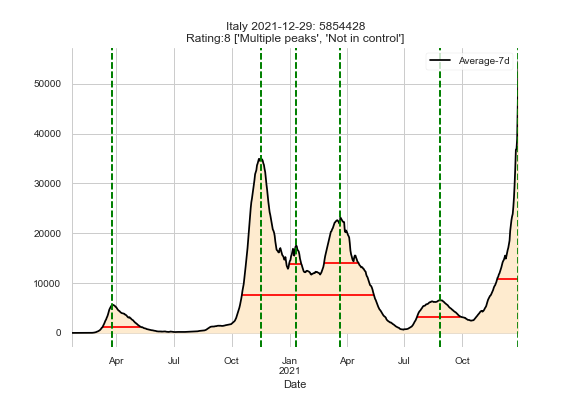 Italy 2021-12-29: 5854428
Rating:8 ['Multiple peaks', 'Not in control']
Average-7d
50000
40000
30000
20000
10000
0
Apr Jul Oct Jan Apr Jul Oct
2021
Date